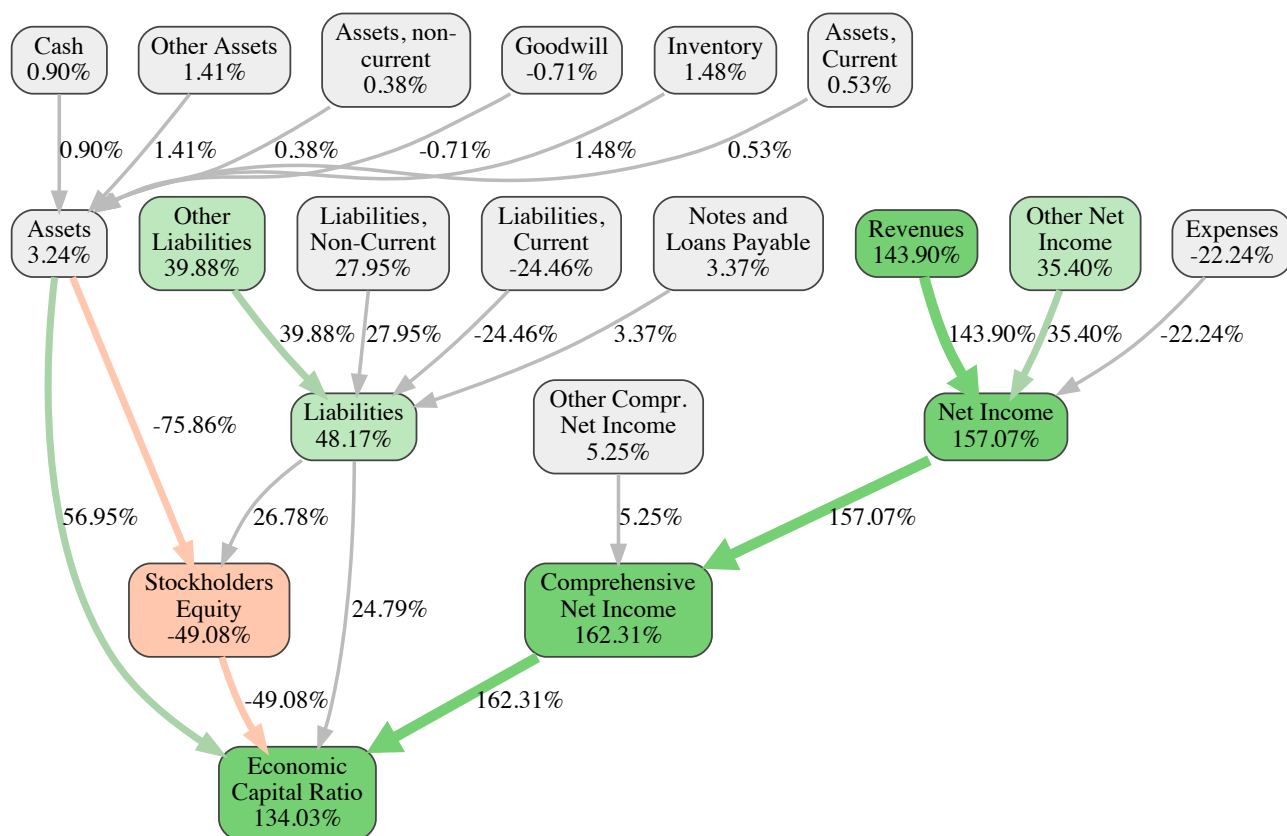 Cash
0.90%
Other Assets
1.41%
Assets, non-
current
0.38%
Goodwill
-0.71%
Inventory
1.48%
Assets,
Current
0.53%
0.90%
1.41%
0.38%
-0.71%
1.48%
0.53%
Assets
3.24%
Other
Liabilities
39.88%
Liabilities,
Non-Current
27.95%
Liabilities,
Current
-24.46%
Notes and
Loans Payable
3.37%
Revenues
143.90%
Other Net
Income
35.40%
Expenses
-22.24%
39.88%
27.95%
-24.46%
3.37%
143.90%
35.40%
-22.24%
-75.86%
Liabilities
48.17%
Other Compr.
Net Income
5.25%
Net Income
157.07%
56.95%
26.78%
5.25%
157.07%
Stockholders
Equity
-49.08%
24.79%
Comprehensive
Net Income
162.31%
-49.08%
162.31%
Economic
Capital Ratio
134.03%